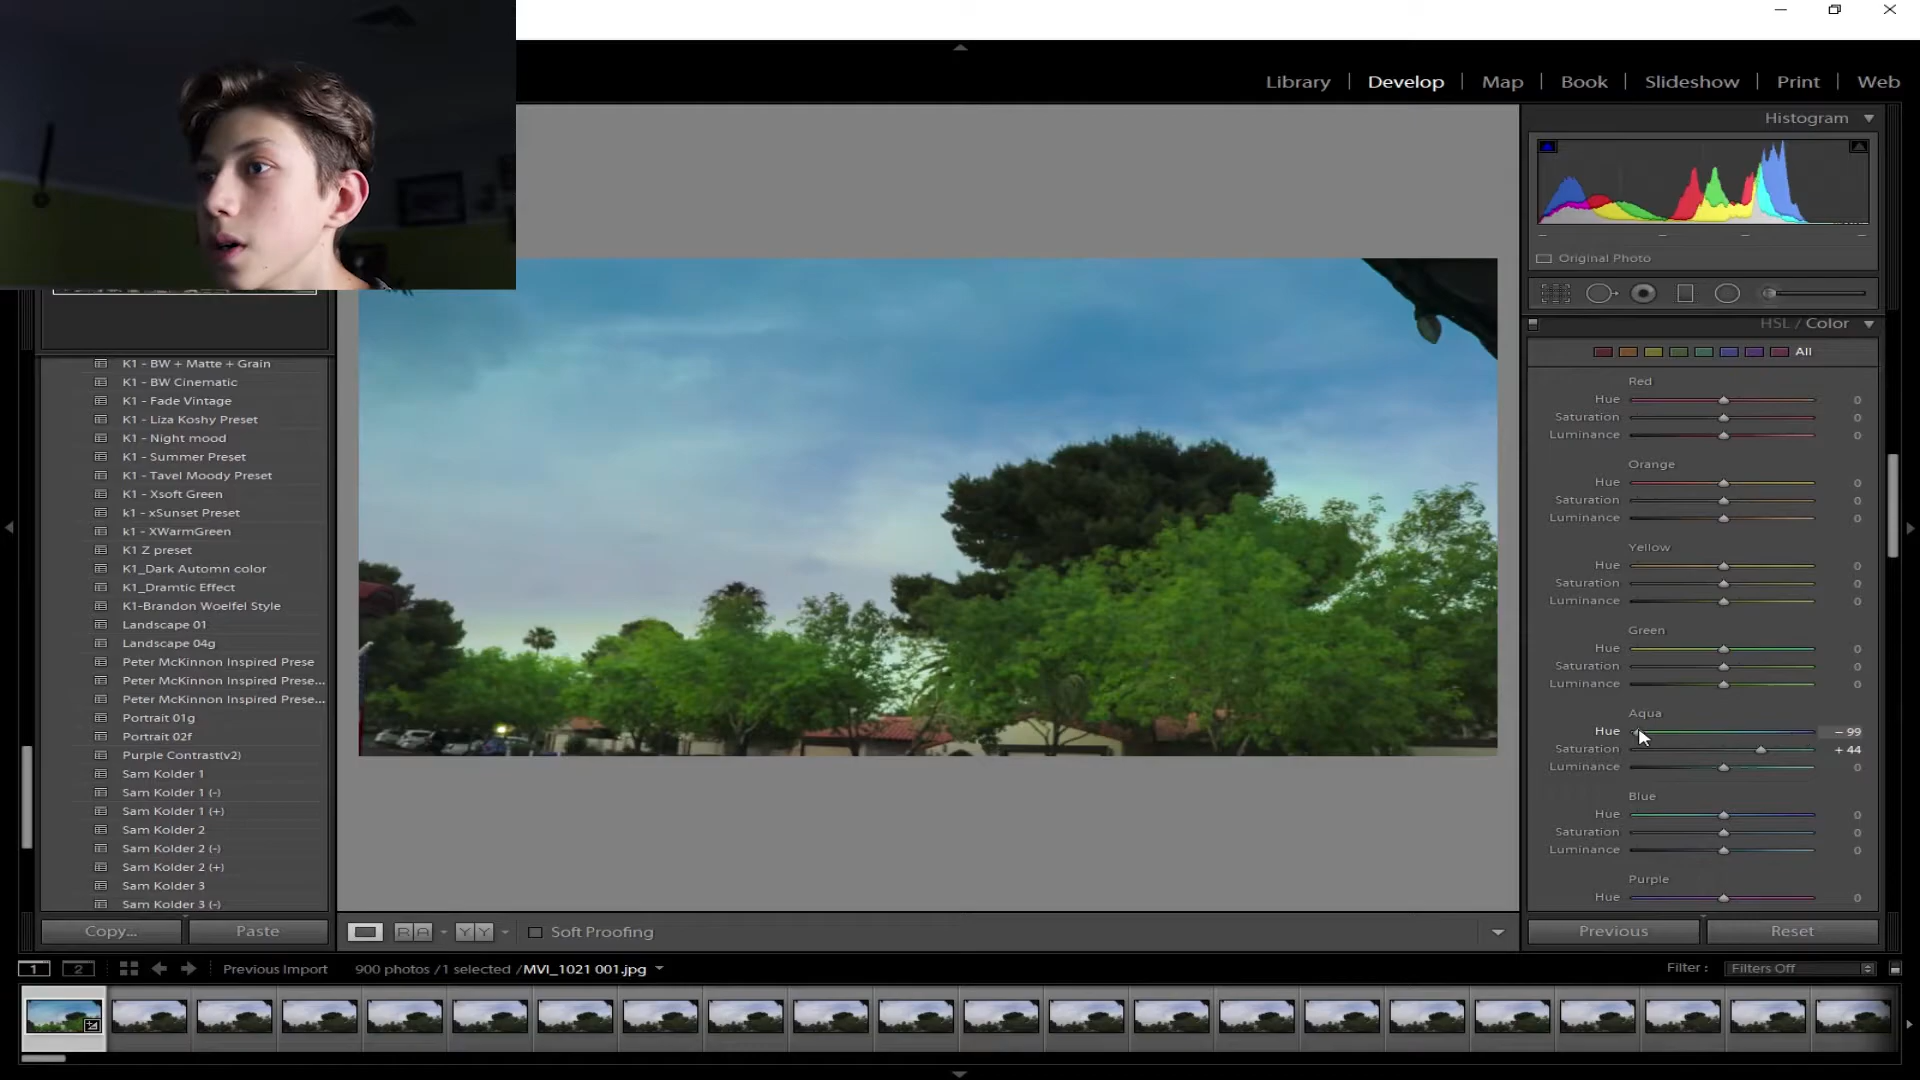 Library | Develop | Map | Book | Slideshow | Print | Web
Histogram
Original Photo
HSL / Color
All
Red
Hue 0
Saturation 0
Luminance 0
Orange
Hue 0
Saturation 0
Luminance 0
Yellow
Hue 0
Saturation 0
Luminance 0
Green
Hue 0
Saturation 0
Luminance 0
Aqua
Hue - 99
Saturation + 44
Luminance 0
Blue
Hue 0
Saturation 0
Luminance 0
Purple
Hue 0
K1 - BW + Matte + Grain
K1 - BW Cinematic
K1 - Fade Vintage
K1 - Liza Koshy Preset
K1 - Night mood
K1 - Summer Preset
K1 - Tavel Moody Preset
K1 - Xsoft Green
k1 - xSunset Preset
k1 - XWarmGreen
K1 Z preset
K1_Dark Automn color
K1_Dramtic Effect
K1-Brandon Woelfel Style
Landscape 01
Landscape 04g
Peter McKinnon Inspired Prese
Peter McKinnon Inspired Prese...
Peter McKinnon Inspired Prese...
Portrait 01g
Portrait 02f
Purple Contrast(v2)
Sam Kolder 1
Sam Kolder 1 (-)
Sam Kolder 1 (+)
Sam Kolder 2
Sam Kolder 2 (-)
Sam Kolder 2 (+)
Sam Kolder 3
Sam Kolder 3 (-)
Copy... Paste
R A Y Y Soft Proofing
Previous Reset
1 2 Previous Import 900 photos / 1 selected / MVI_1021 001.jpg
Filter : Filters Off